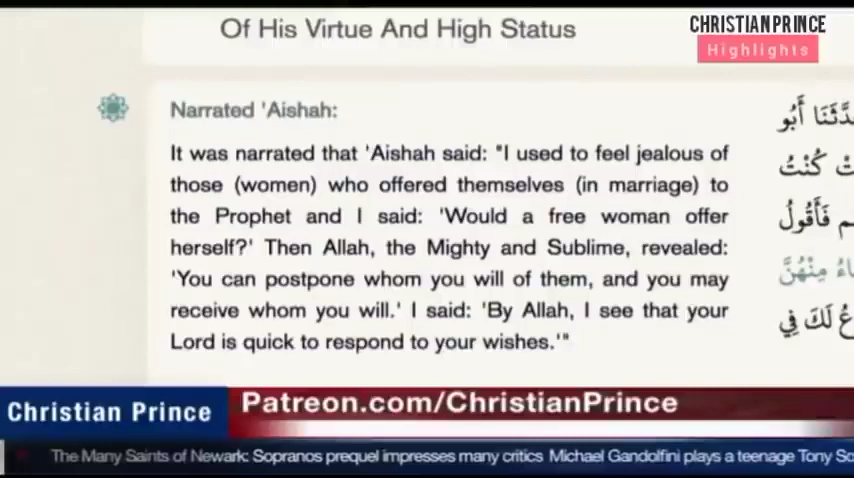 Of His Virtue And High Status
CHRISTIANPRINCE
Highlights
Narrated 'Aishah:
It was narrated that 'Aishah said: "I used to feel jealous of
those (women) who offered themselves (in marriage) to
the Prophet and I said: 'Would a free woman offer
herself?' Then Allah, the Mighty and Sublime, revealed:
'You can postpone whom you will of them, and you may
receive whom you will.' I said: 'By Allah, I see that your
Lord is quick to respond to your wishes.'"
أَبُو
كُنْتُ
فَأَقُولُ
مِنْهُنَّ
لَكَ فِي
Christian Prince
Patreon.com/ChristianPrince
The Many Saints of Newark: Sopranos prequel impresses many critics Michael Gandolfini plays a teenage Tony